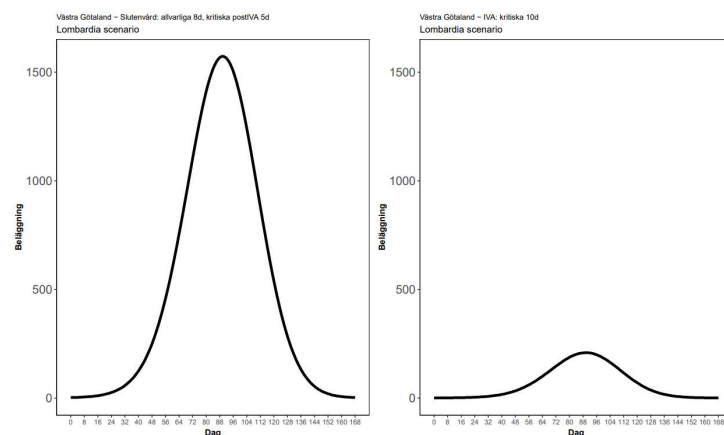 Västra Götaland − Slutenvård: allvarliga 8d, kritiska postIVA 5d
Lombardia scenario
1500
1000
500
0
Beläggning
0 8 16 24 32 40 48 56 64 72 80 88 96 104 112 120 128 136 144 152 160 168
Dag
Västra Götaland − IVA: kritiska 10d
Lombardia scenario
1500
1000
500
0
Beläggning
0 8 16 24 32 40 48 56 64 72 80 88 96 104 112 120 128 136 144 152 160 168
Dag